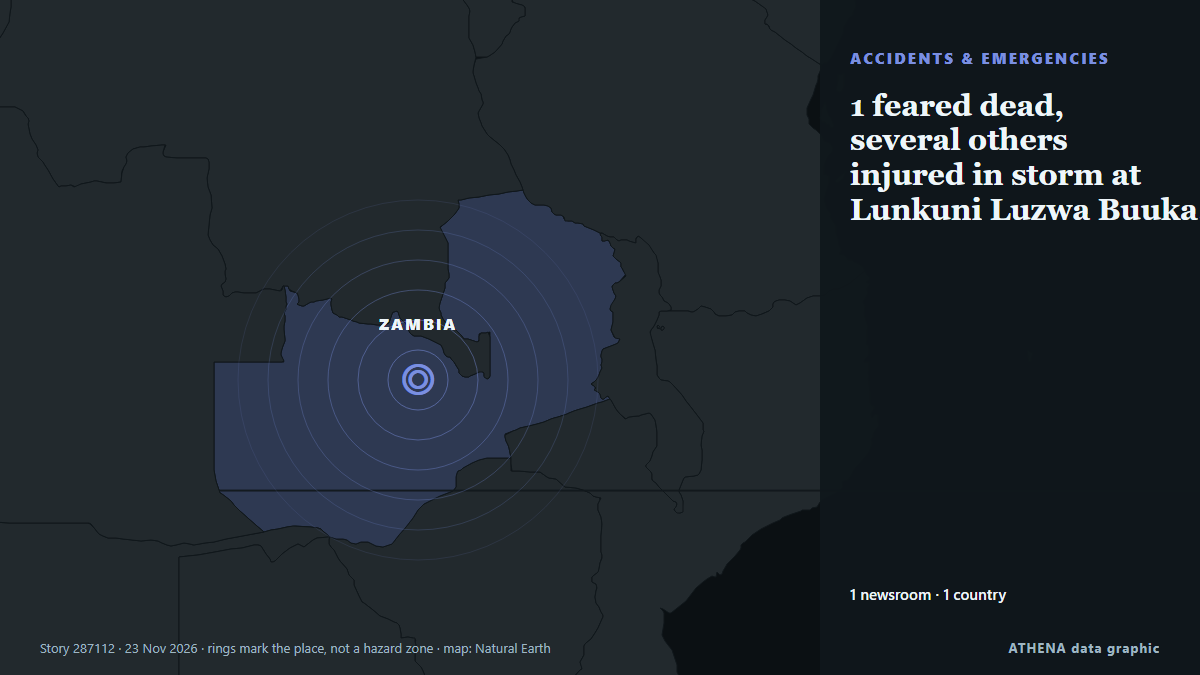 ACCIDENTS & EMERGENCIES
1 feared dead,
several others
injured in storm at
Lunkuni Luzwa Buuka
ZAMBIA
1 newsroom · 1 country
Story 287112 · 23 Nov 2026 · rings mark the place, not a hazard zone · map: Natural Earth
ATHENA data graphic